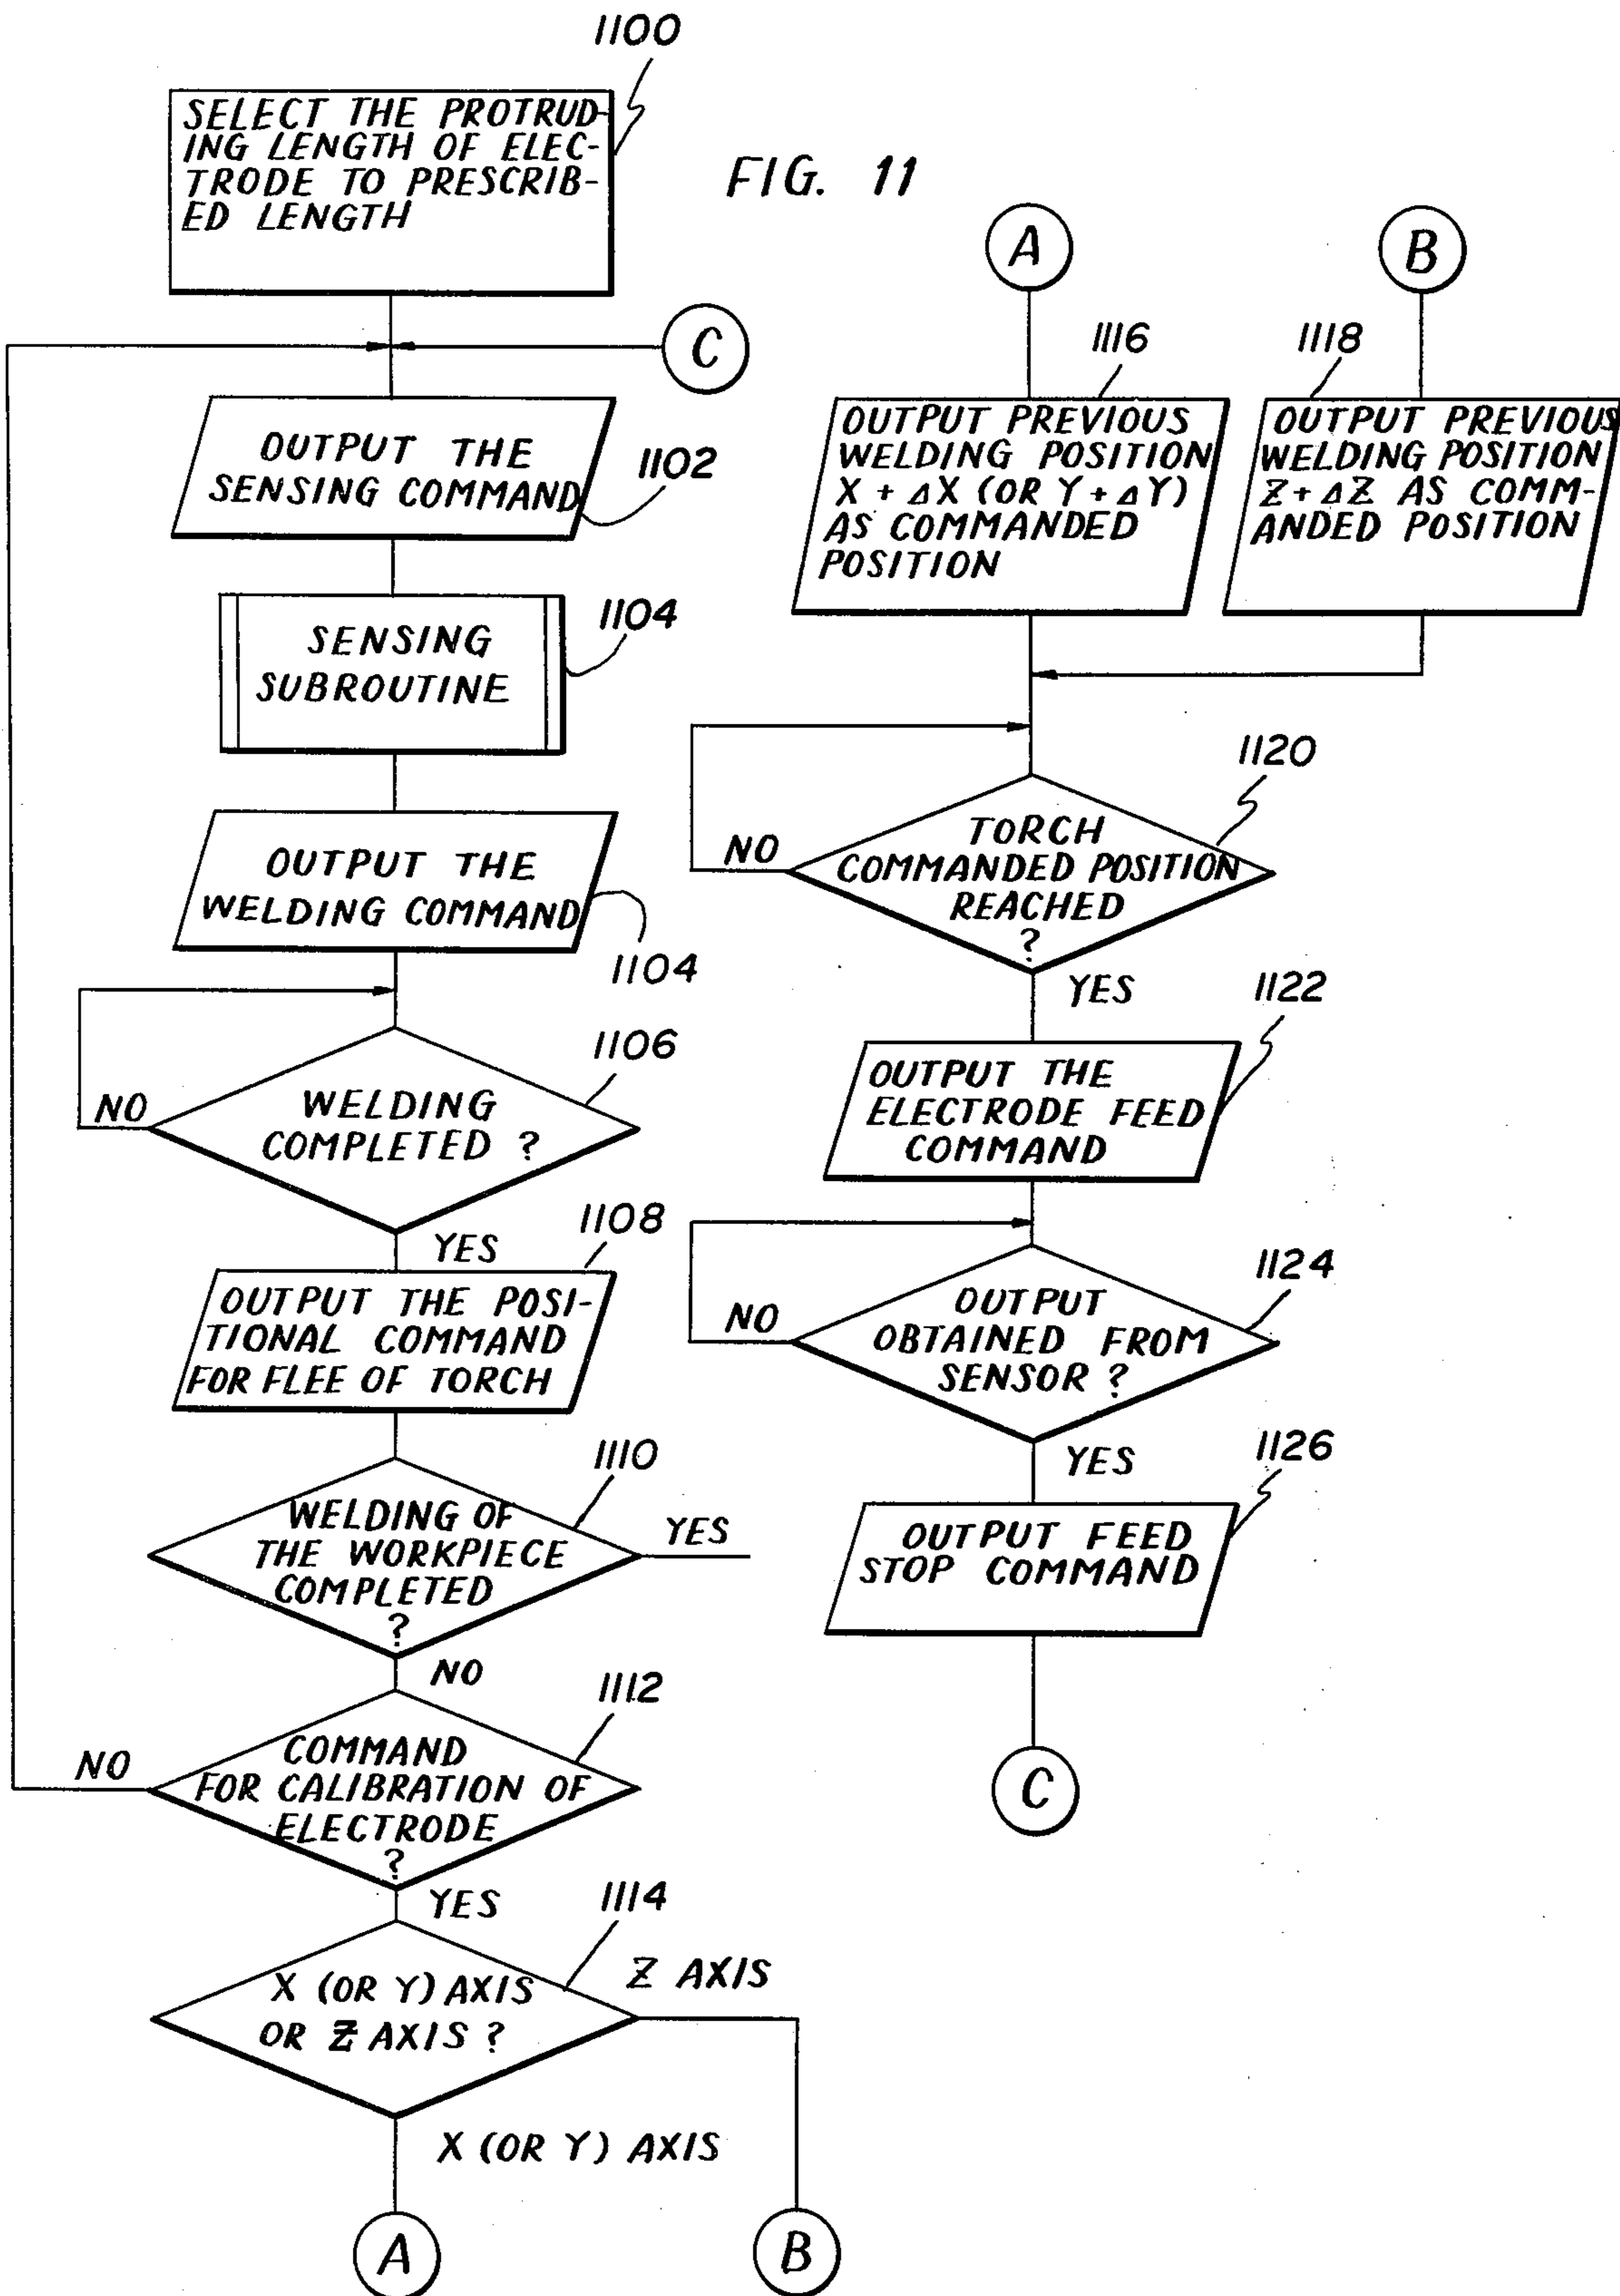 1100
SELECT THE PROTRUD-
ING LENGTH OF ELEC-
TRODE TO PRESCRIB-
ED LENGTH
FIG. 11
C
OUTPUT THE
SENSING COMMAND
1102
SENSING
SUBROUTINE
1104
OUTPUT THE
WELDING COMMAND
1104
1106
WELDING
COMPLETED ?
NO
YES
1108
OUTPUT THE POSI-
TIONAL COMMAND
FOR FLEE OF TORCH
1110
WELDING OF
THE WORKPIECE
COMPLETED
?
YES
NO
1112
COMMAND
FOR CALIBRATION OF
ELECTRODE
?
NO
YES
1114
X (OR Y) AXIS
OR Z AXIS ?
Z AXIS
X (OR Y) AXIS
A
B
A
B
1116
OUTPUT PREVIOUS
WELDING POSITION
X + ΔX (OR Y + ΔY)
AS COMMANDED
POSITION
1118
OUTPUT PREVIOUS
WELDING POSITION
Z + ΔZ AS COMM-
ANDED POSITION
1120
TORCH
COMMANDED POSITION
REACHED
?
NO
YES
1122
OUTPUT THE
ELECTRODE FEED
COMMAND
1124
OUTPUT
OBTAINED FROM
SENSOR ?
NO
YES
1126
OUTPUT FEED
STOP COMMAND
C